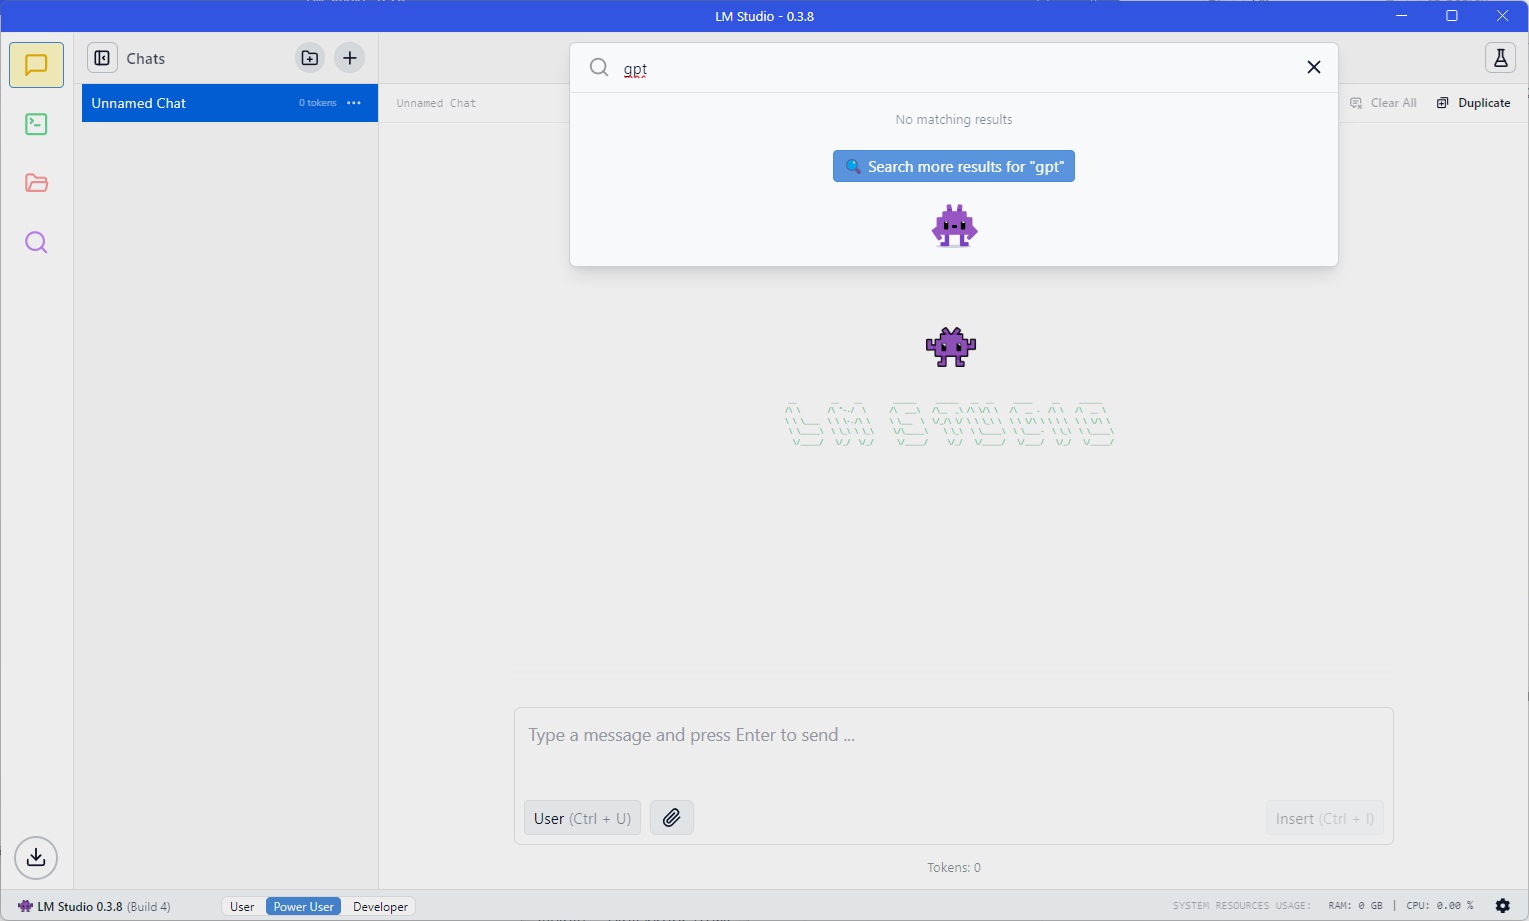 LM Studio - 0.3.8
Chats
gpt
No matching results
Unnamed Chat
0 tokens
Unnamed Chat
Clear All
Duplicate
Search more results for "gpt"
LM STUDIO
Type a message and press Enter to send ...
User (Ctrl + U)
Insert (Ctrl + I)
Tokens: 0
LM Studio 0.3.8 (Build 4)
User
Power User
Developer
SYSTEM RESOURCES USAGE:
RAM: 0 GB | CPU: 0.00 %